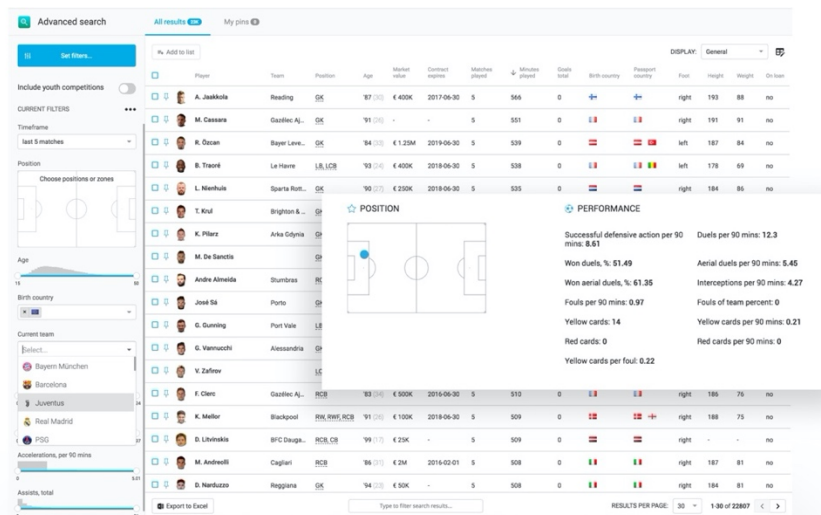 Advanced search
All results
My pins 0
Set filters...
Add to list
DISPLAY: General
Include youth competitions
CURRENT FILTERS
Timeframe
last 5 matches
Position
Choose positions or zones
Age
Birth country
Current team
Select...
Bayern München
Barcelona
Juventus
Real Madrid
PSG
Accelerations, per 90 mins
Assists, total
Player Team Position Age Market value Contract expires Matches played Minutes played Goals total Birth country Passport country Foot Height Weight On loan
A. Jaakkola Reading GK '87 (30) € 400K 2017-06-30 5 566 0 right 193 88 no
M. Cassara Gazélec Aj... GK '91 - - 5 551 0 right 191 91 no
R. Özcan Bayer Leve... GK '84 (33) € 1.25M 2019-06-30 5 539 0 left 187 84 no
B. Traoré Le Havre LB, LCB '93 (24) € 400K 2018-06-30 5 538 0 left 178 69 no
L. Nienhuis Sparta Rott... GK '90 (27) € 250K 2018-06-30 5 535 0 right 184 86 no
T. Krul Brighton & ...
K. Pilarz Arka Gdynia
M. De Sanctis
Andre Almeida Stumbras
José Sá Porto
G. Gunning Port Vale
G. Vannucchi Alessandria
V. Zafirov
F. Clerc Gazélec Aj... RCB '83 (34) € 500K 2016-06-30 5 510 0 right 186 76 no
K. Mellor Blackpool RW, RWF, RCB '91 (26) € 100K 2018-06-30 5 509 0 right 188 75 no
D. Litvinskis BFC Dauga... RCB, CB '99 (17) € 25K - 5 509 0 right - - no
M. Andreolli Cagliari RCB '86 (31) € 2M 2016-02-01 5 508 0 right 187 81 no
D. Narduzzo Reggiana GK '94 (23) € 50K - 5 508 0 right 184 81 no
POSITION
PERFORMANCE
Successful defensive action per 90 mins: 8.61
Duels per 90 mins: 12.3
Won duels, %: 51.49
Aerial duels per 90 mins: 5.45
Won aerial duels, %: 61.35
Interceptions per 90 mins: 4.27
Fouls per 90 mins: 0.97
Fouls of team percent: 0
Yellow cards: 14
Yellow cards per 90 mins: 0.21
Red cards: 0
Red cards per 90 mins: 0
Yellow cards per foul: 0.22
Export to Excel
Type to filter search results...
RESULTS PER PAGE: 30
1-30 of 22807